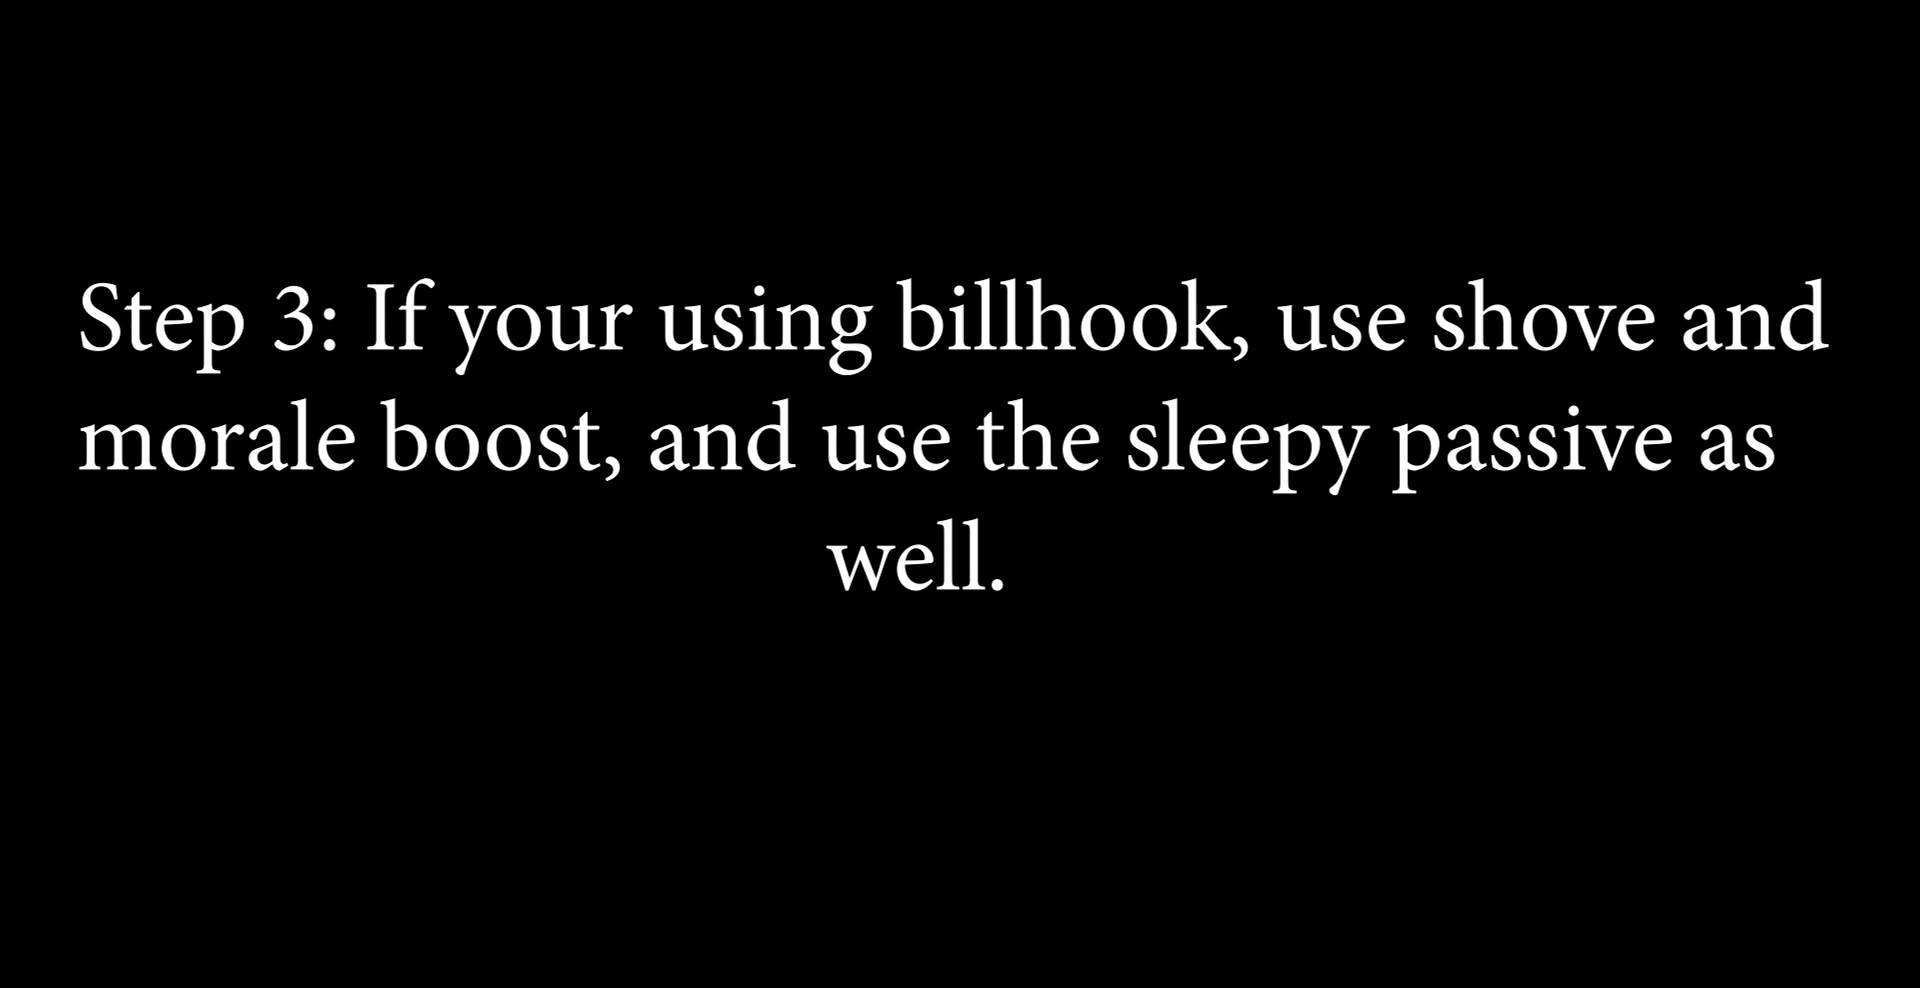 Step 3: If your using billhook, use shove and
morale boost, and use the sleepy passive as
well.